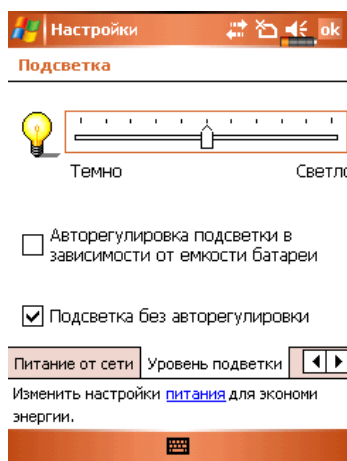 Настройки ok
Подсветка
Темно Светло
Авторегулировка подсветки в
зависимости от емкости батареи
Подсветка без авторегулировки
Питание от сети Уровень подветки
Изменить настройки питания для экономи
энергии.